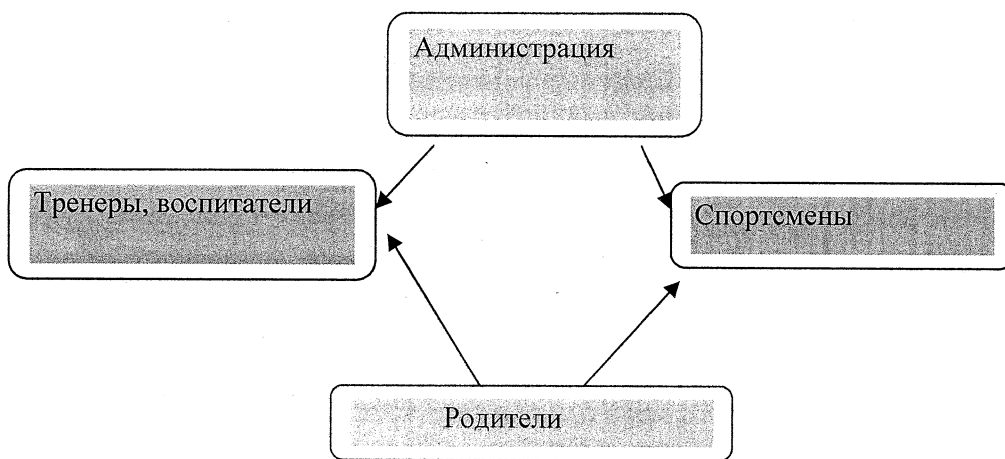 Администрация
Тренеры, воспитатели
Спортсмены
Родители